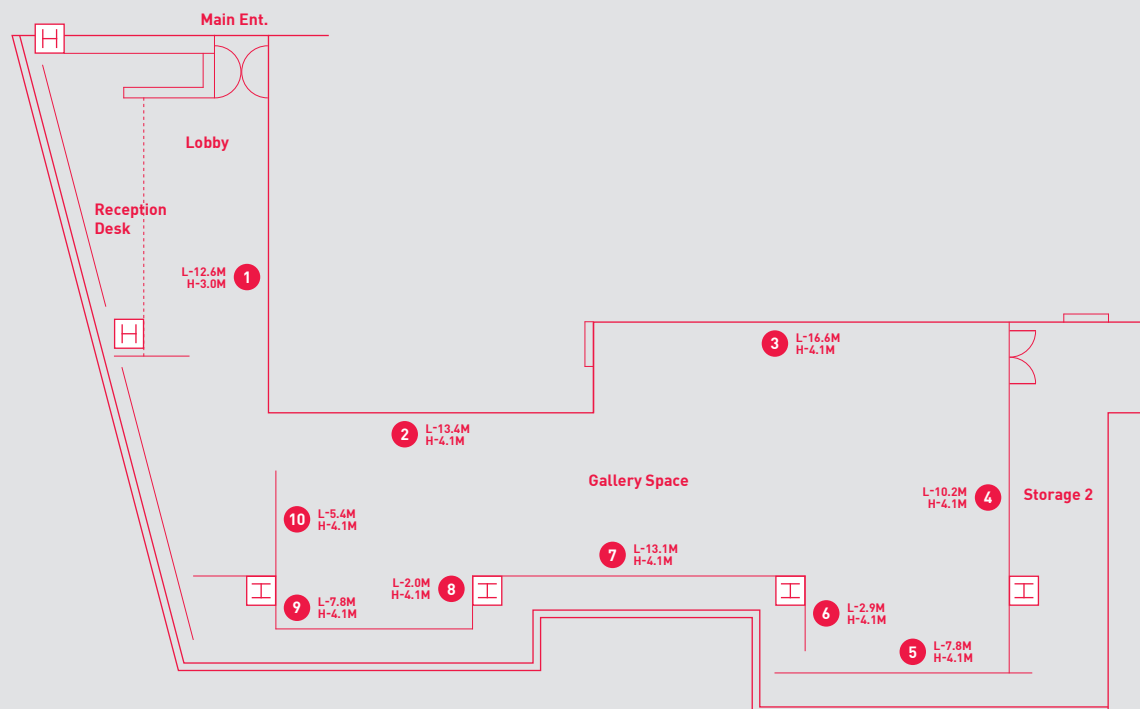 Main Ent.
Lobby
Reception
Desk
L-12.6M
H-3.0M
1
3
L-16.6M
H-4.1M
2
L-13.4M
H-4.1M
Gallery Space
L-10.2M
H-4.1M
4
Storage 2
10
L-5.4M
H-4.1M
7
L-13.1M
H-4.1M
L-2.0M
H-4.1M
8
9
L-7.8M
H-4.1M
6
L-2.9M
H-4.1M
5
L-7.8M
H-4.1M